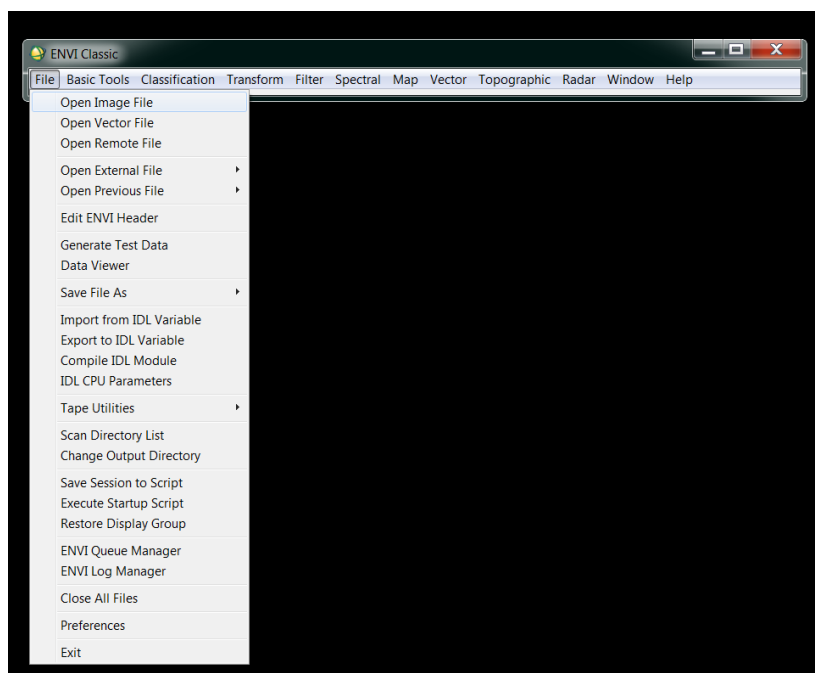 ENVI Classic
File Basic Tools Classification Transform Filter Spectral Map Vector Topographic Radar Window Help
Open Image File
Open Vector File
Open Remote File
Open External File
Open Previous File
Edit ENVI Header
Generate Test Data
Data Viewer
Save File As
Import from IDL Variable
Export to IDL Variable
Compile IDL Module
IDL CPU Parameters
Tape Utilities
Scan Directory List
Change Output Directory
Save Session to Script
Execute Startup Script
Restore Display Group
ENVI Queue Manager
ENVI Log Manager
Close All Files
Preferences
Exit